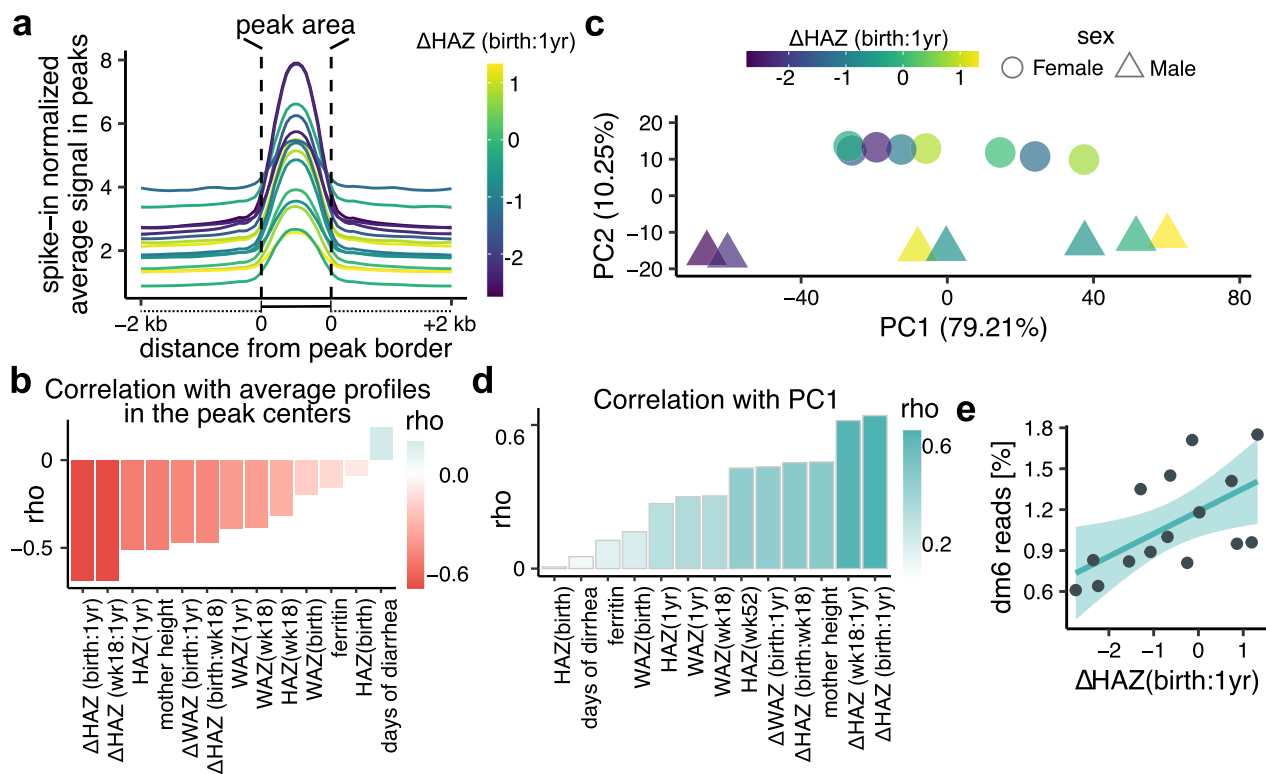 a
peak area
ΔHAZ (birth:1yr)
spike−in normalized
average signal in peaks
8
6
4
2
1
0
-1
-2
−2 kb
0
0
+2 kb
distance from peak border
c
ΔHAZ (birth:1yr)
-2
-1
0
1
sex
Female
Male
PC2 (10.25%)
20
10
0
−10
−20
−40
0
40
80
PC1 (79.21%)
b
Correlation with average profiles
in the peak centers
rho
0
−0.5
rho
0.0
−0.6
ΔHAZ (birth:1yr)
ΔHAZ (wk18:1yr)
HAZ(1yr)
mother height
ΔWAZ (birth:1yr)
ΔHAZ (birth:wk18)
WAZ(1yr)
WAZ(wk18)
HAZ(wk18)
WAZ(birth)
ferritin
HAZ(birth)
days of diarrhea
d
Correlation with PC1
rho
0.6
0
rho
0.6
0.2
HAZ(birth)
days of dirrhea
ferritin
WAZ(birth)
HAZ(1yr)
WAZ(1yr)
WAZ(wk18)
HAZ(wk52)
ΔWAZ (birth:1yr)
ΔHAZ (birth:wk18)
mother height
ΔHAZ (wk18:1yr)
ΔHAZ (birth:1yr)
e
dm6 reads [%]
1.8
1.5
1.2
0.9
0.6
−2
−1
0
1
ΔHAZ(birth:1yr)